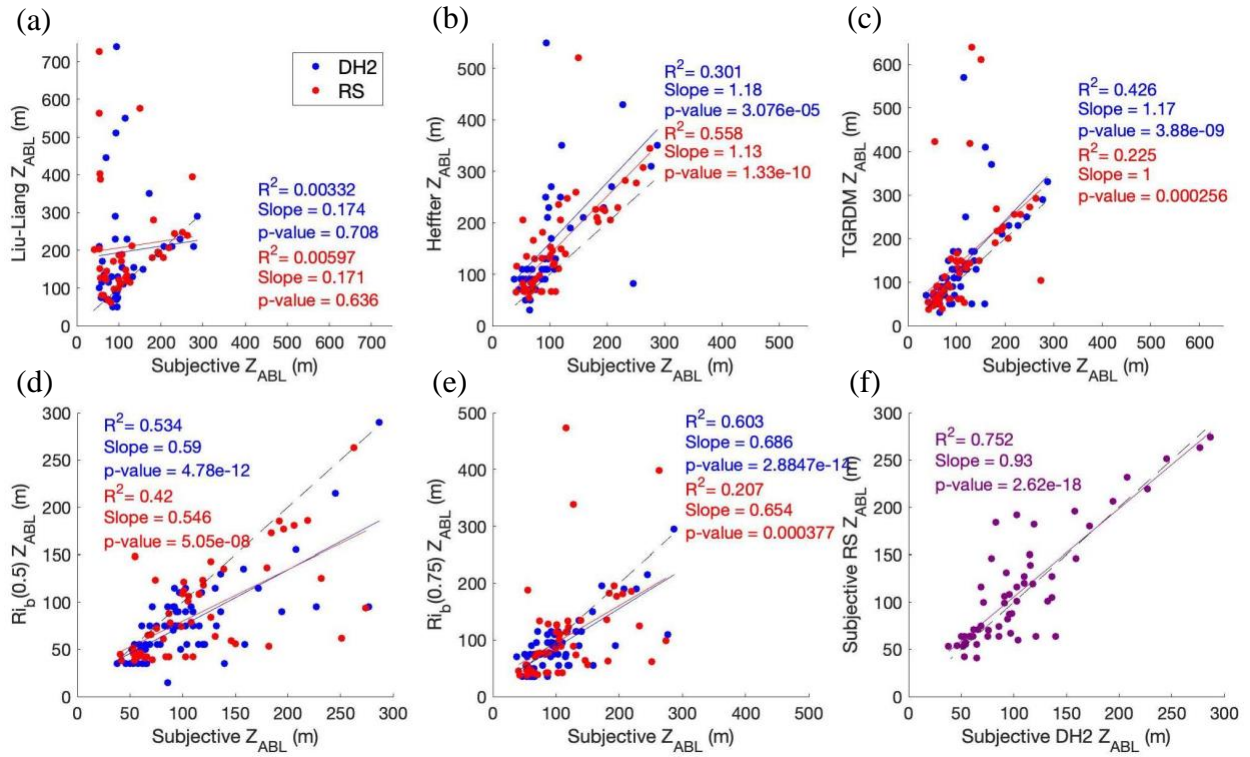 (a)
Liu-Liang Z_ABL (m)
700
600
500
400
300
200
100
0
DH2
RS
R² = 0.00332
Slope = 0.174
p-value = 0.708
R² = 0.00597
Slope = 0.171
p-value = 0.636
0 100 200 300 400 500 600 700
Subjective Z_ABL (m)
(b)
Heffter Z_ABL (m)
500
400
300
200
100
0
R² = 0.301
Slope = 1.18
p-value = 3.076e-05
R² = 0.558
Slope = 1.13
p-value = 1.33e-10
0 100 200 300 400 500
Subjective Z_ABL (m)
(c)
TGRDM Z_ABL (m)
600
500
400
300
200
100
0
R² = 0.426
Slope = 1.17
p-value = 3.88e-09
R² = 0.225
Slope = 1
p-value = 0.000256
0 200 400 600
Subjective Z_ABL (m)
(d)
Ri_b(0.5) Z_ABL (m)
300
250
200
150
100
50
0
R² = 0.534
Slope = 0.59
p-value = 4.78e-12
R² = 0.42
Slope = 0.546
p-value = 5.05e-08
0 50 100 150 200 250 300
Subjective Z_ABL (m)
(e)
Ri_b(0.75) Z_ABL (m)
500
400
300
200
100
0
R² = 0.603
Slope = 0.686
p-value = 2.8847e-14
R² = 0.207
Slope = 0.654
p-value = 0.000377
0 100 200 300 400 500
Subjective Z_ABL (m)
(f)
Subjective RS Z_ABL (m)
300
250
200
150
100
50
0
R² = 0.752
Slope = 0.93
p-value = 2.62e-18
0 50 100 150 200 250 300
Subjective DH2 Z_ABL (m)